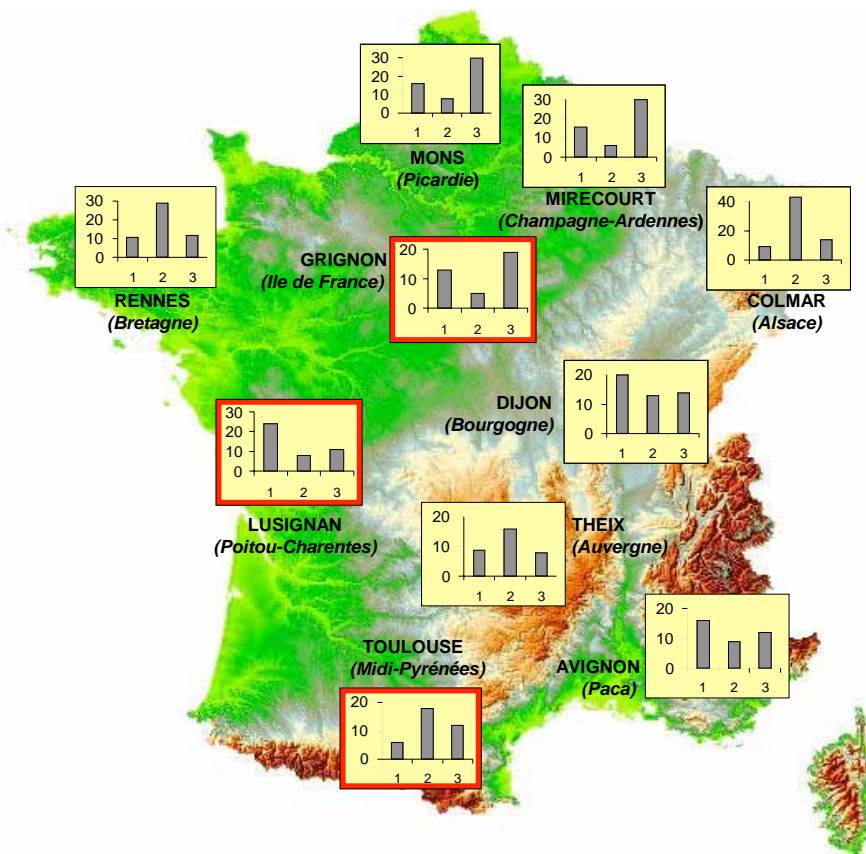 30
20
10
0
1 2 3
MONS
(Picardie)
30
20
10
0
1 2 3
MIRECOURT
(Champagne-Ardennes)
30
20
10
0
1 2 3
RENNES
(Bretagne)
GRIGNON
(Ile de France)
20
10
0
1 2 3
40
20
0
1 2 3
COLMAR
(Alsace)
DIJON
(Bourgogne)
20
10
0
1 2 3
30
20
10
0
1 2 3
LUSIGNAN
(Poitou-Charentes)
20
10
0
1 2 3
THEIX
(Auvergne)
TOULOUSE
(Midi-Pyrénées)
20
10
0
1 2 3
AVIGNON
(Paca)
20
10
0
1 2 3